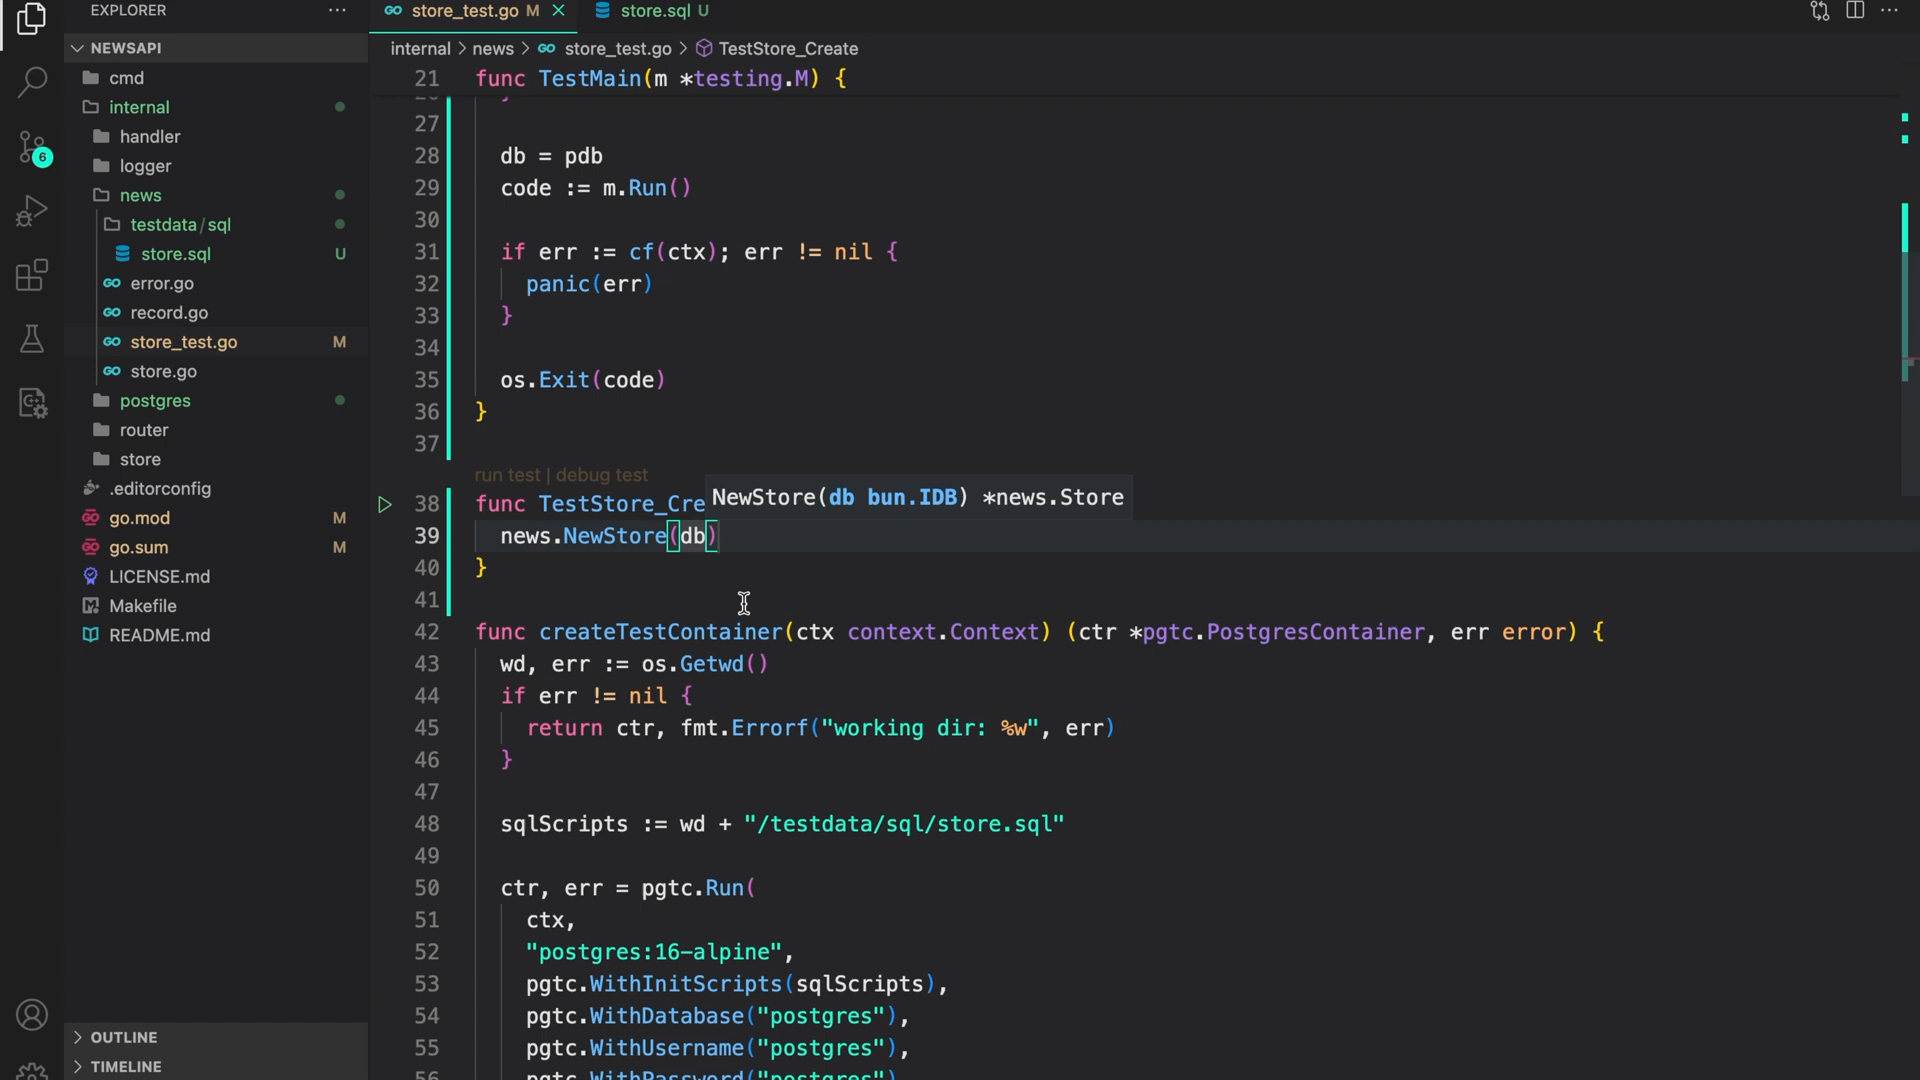 EXPLORER
NEWSAPI
cmd
internal
handler
logger
news
testdata/sql
store.sql U
error.go
record.go
store_test.go M
store.go
postgres
router
store
.editorconfig
go.mod M
go.sum M
LICENSE.md
Makefile
README.md
OUTLINE
TIMELINE
6
store_test.go M
store.sql U
internal > news > store_test.go > TestStore_Create
21 func TestMain(m *testing.M) {
27
28 db = pdb
29 code := m.Run()
30
31 if err := cf(ctx); err != nil {
32 panic(err)
33 }
34
35 os.Exit(code)
36 }
37
run test | debug test
NewStore(db bun.IDB) *news.Store
38 func TestStore_Cre
39 news.NewStore(db)
40 }
41
42 func createTestContainer(ctx context.Context) (ctr *pgtc.PostgresContainer, err error) {
43 wd, err := os.Getwd()
44 if err != nil {
45 return ctr, fmt.Errorf("working dir: %w", err)
46 }
47
48 sqlScripts := wd + "/testdata/sql/store.sql"
49
50 ctr, err = pgtc.Run(
51 ctx,
52 "postgres:16-alpine",
53 pgtc.WithInitScripts(sqlScripts),
54 pgtc.WithDatabase("postgres"),
55 pgtc.WithUsername("postgres"),
56 pgtc.WithPassword("postgres"),